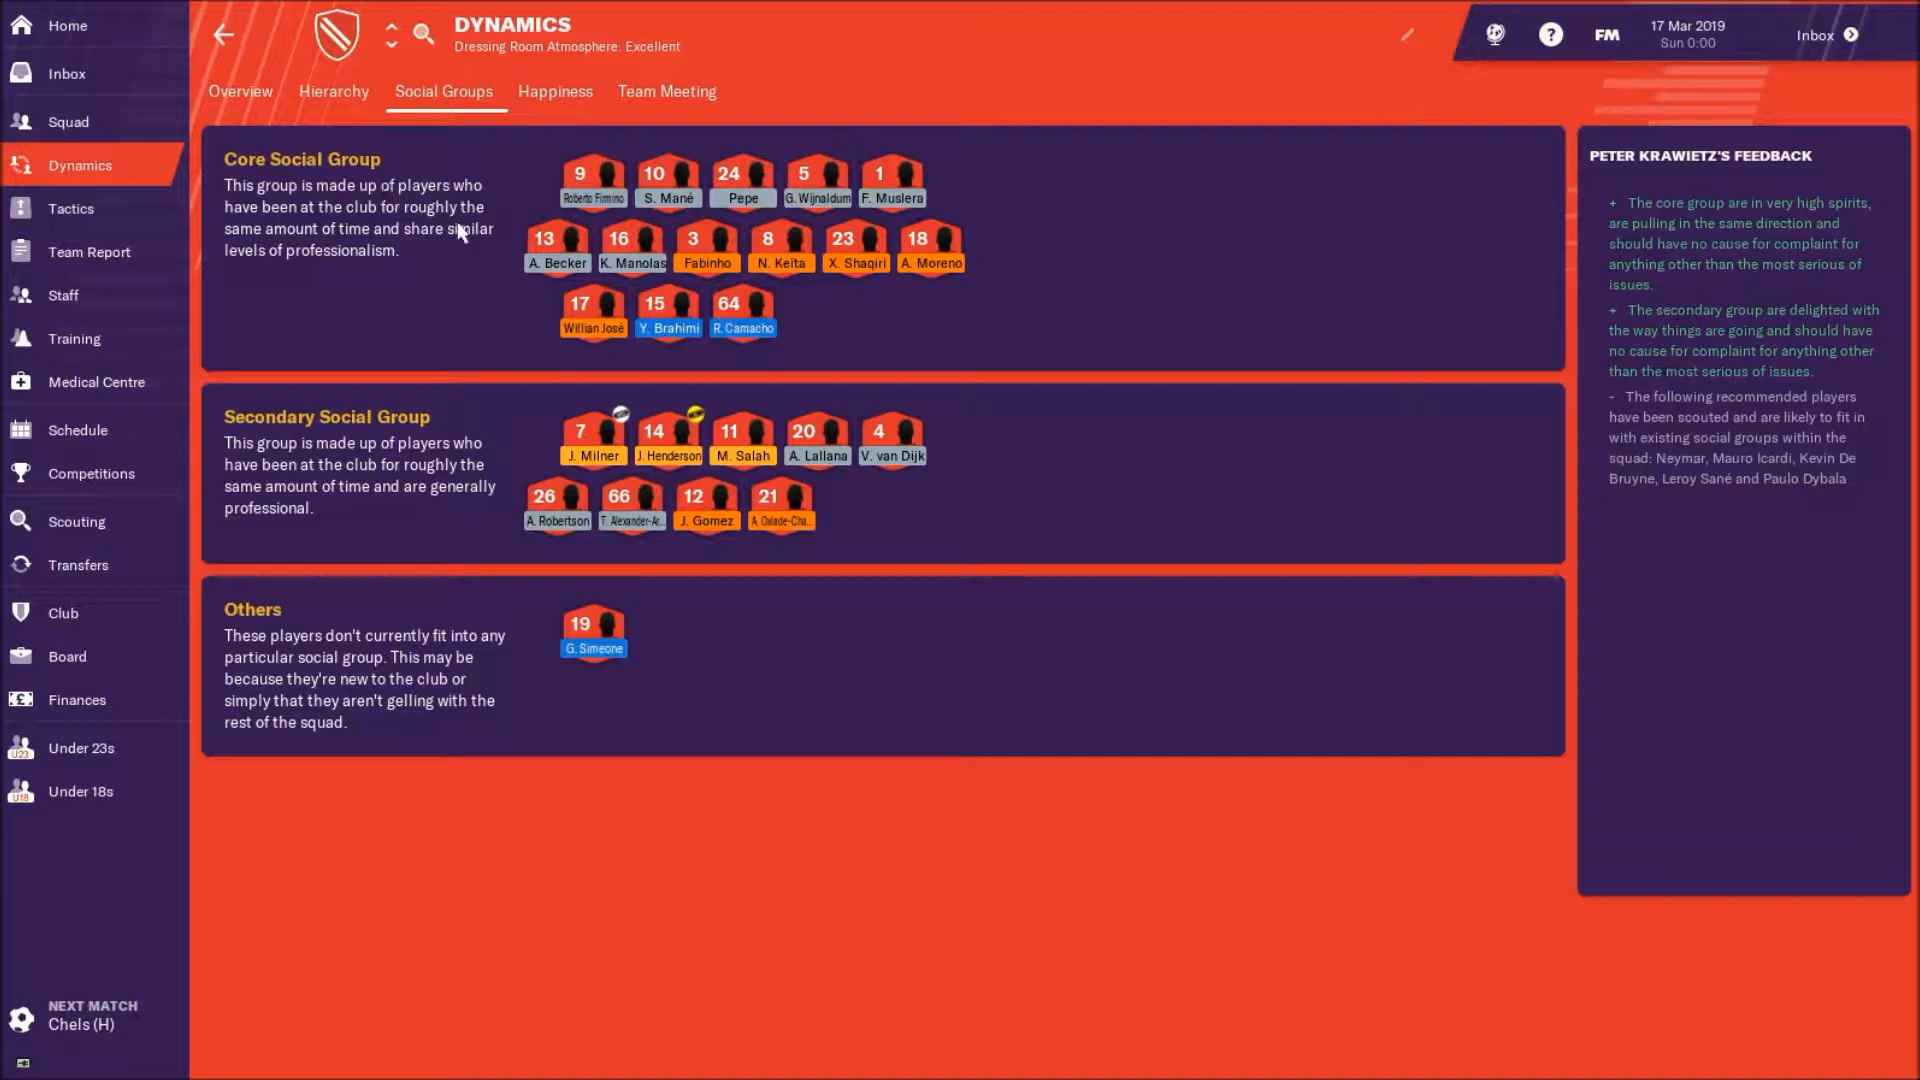 Home
Inbox
Squad
Dynamics
Tactics
Team Report
Staff
Training
Medical Centre
Schedule
Competitions
Scouting
Transfers
Club
Board
Finances
U23
Under 23s
U18
Under 18s
NEXT MATCH
Chels (H)
DYNAMICS
Dressing Room Atmosphere: Excellent
?
FM
17 Mar 2019
Sun 0:00
Inbox
Overview Hierarchy Social Groups Happiness Team Meeting
Core Social Group
This group is made up of players who
have been at the club for roughly the
same amount of time and share similar
levels of professionalism.
9 10 24 5 1
Roberto Firmino S. Mané Pepe G. Wijnaldum F. Muslera
13 16 3 8 23 18
A. Becker K. Manolas Fabinho N. Keïta X. Shaqiri A. Moreno
17 15 64
Willian José Y. Brahimi R. Camacho
Secondary Social Group
This group is made up of players who
have been at the club for roughly the
same amount of time and are generally
professional.
7 14 11 20 4
J. Milner J. Henderson M. Salah A. Lallana V. van Dijk
26 66 12 21
A. Robertson T. Alexander-Ar... J. Gomez A. Oxlade-Cha...
Others
These players don't currently fit into any
particular social group. This may be
because they're new to the club or
simply that they aren't gelling with the
rest of the squad.
19
G. Simeone
PETER KRAWIETZ'S FEEDBACK
+ The core group are in very high spirits,
are pulling in the same direction and
should have no cause for complaint for
anything other than the most serious of
issues.
+ The secondary group are delighted with
the way things are going and should have
no cause for complaint for anything other
than the most serious of issues.
- The following recommended players
have been scouted and are likely to fit in
with existing social groups within the
squad: Neymar, Mauro Icardi, Kevin De
Bruyne, Leroy Sané and Paulo Dybala